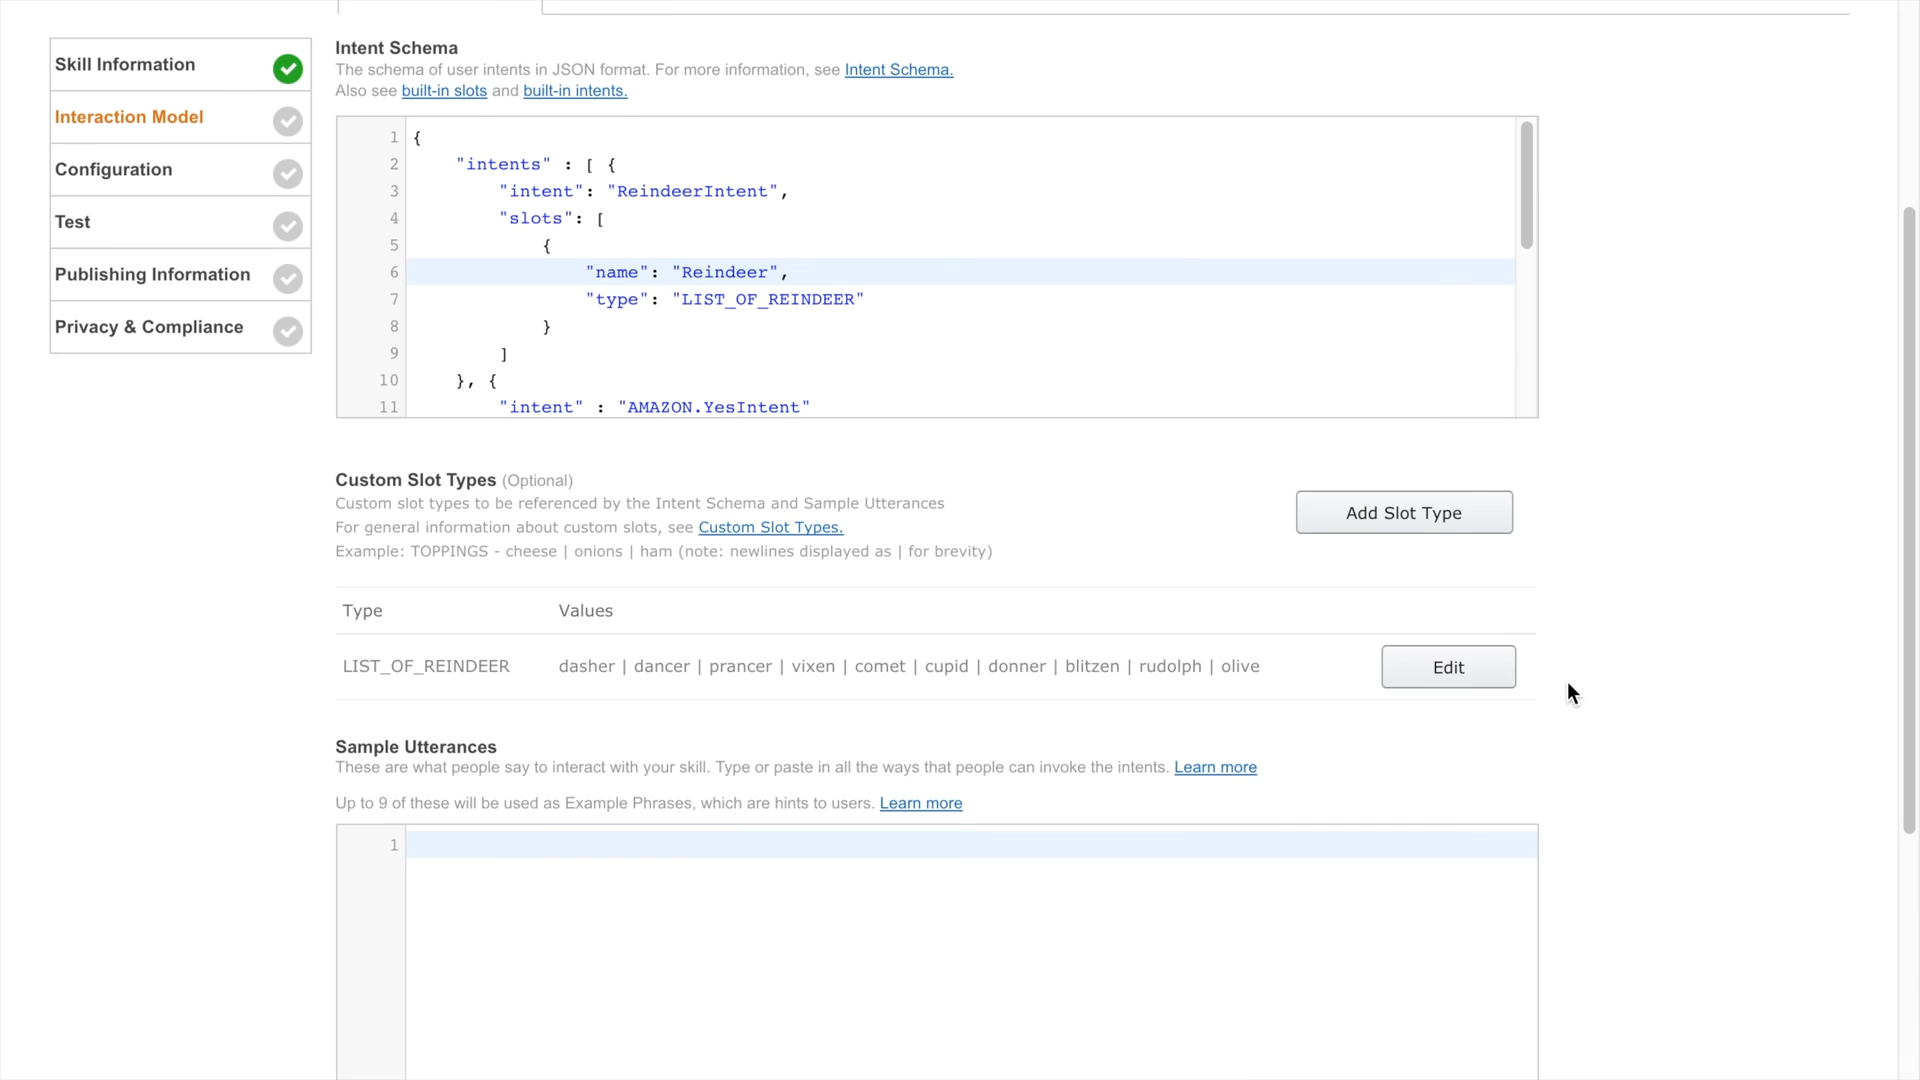 Skill Information
Interaction Model
Configuration
Test
Publishing Information
Privacy & Compliance
Intent Schema
The schema of user intents in JSON format. For more information, see Intent Schema.
Also see built-in slots and built-in intents.
1 {
2 "intents" : [ {
3 "intent": "ReindeerIntent",
4 "slots": [
5 {
6 "name": "Reindeer",
7 "type": "LIST_OF_REINDEER"
8 }
9 ]
10 }, {
11 "intent" : "AMAZON.YesIntent"
Custom Slot Types (Optional)
Custom slot types to be referenced by the Intent Schema and Sample Utterances
For general information about custom slots, see Custom Slot Types.
Example: TOPPINGS - cheese | onions | ham (note: newlines displayed as | for brevity)
Add Slot Type
Type Values
LIST_OF_REINDEER dasher | dancer | prancer | vixen | comet | cupid | donner | blitzen | rudolph | olive Edit
Sample Utterances
These are what people say to interact with your skill. Type or paste in all the ways that people can invoke the intents. Learn more
Up to 9 of these will be used as Example Phrases, which are hints to users. Learn more
1